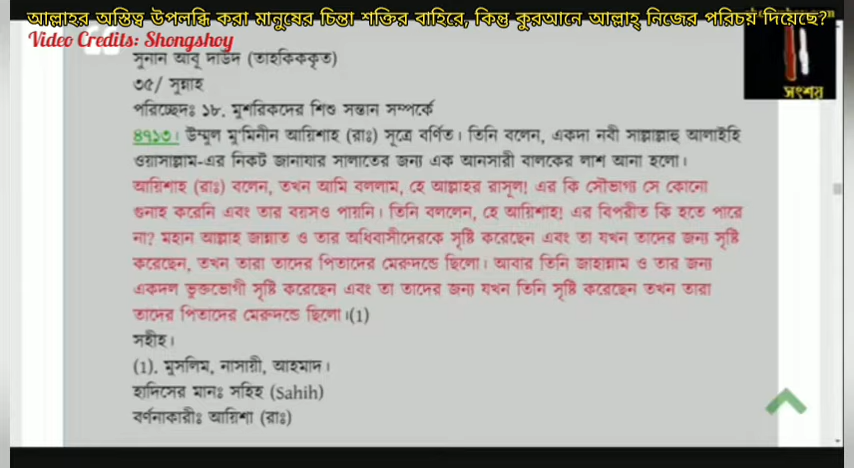 আল্লাহর অস্তিত্ব উপলব্ধি করা মানুষের চিন্তা শক্তির বাহিরে, কিন্তু কুরআনে আল্লাহ্ নিজের পরিচয় দিয়েছে?
Video Credits: Shongshoy
সংশয়
সুনান আবূ দাউদ (তাহকিককৃত)
৩৫/ সুন্নাহ
পরিচ্ছেদঃ ১৮. মুশরিকদের শিশু সন্তান সম্পর্কে
৪৭১৩। উম্মুল মু'মিনীন আয়িশাহ (রাঃ) সূত্রে বর্ণিত। তিনি বলেন, একদা নবী সাল্লাল্লাহু আলাইহি
ওয়াসাল্লাম-এর নিকট জানাযার সালাতের জন্য এক আনসারী বালকের লাশ আনা হলো।
আয়িশাহ (রাঃ) বলেন, তখন আমি বললাম, হে আল্লাহর রাসূল! এর কি সৌভাগ্য সে কোনো
গুনাহ করেনি এবং তার বয়সও পায়নি। তিনি বললেন, হে আয়িশাহ! এর বিপরীত কি হতে পারে
না? মহান আল্লাহ জান্নাত ও তার অধিবাসীদেরকে সৃষ্টি করেছেন এবং তা যখন তাদের জন্য সৃষ্টি
করেছেন, তখন তারা তাদের পিতাদের মেরুদন্ডে ছিলো। আবার তিনি জাহান্নাম ও তার জন্য
একদল ভুক্তভোগী সৃষ্টি করেছেন এবং তা তাদের জন্য যখন তিনি সৃষ্টি করেছেন তখন তারা
তাদের পিতাদের মেরুদন্ডে ছিলো।(1)
সহীহ।
(1). মুসলিম, নাসায়ী, আহমাদ।
হাদিসের মানঃ সহিহ (Sahih)
বর্ণনাকারীঃ আয়িশা (রাঃ)